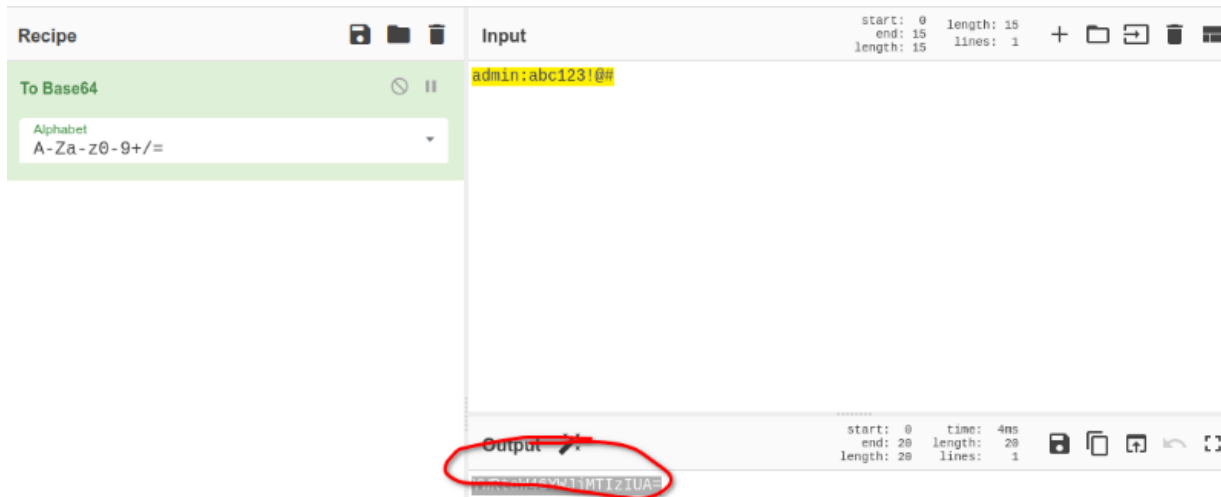 Recipe
Input
start: 0
end: 15
length: 15
length: 15
lines: 1
To Base64
admin:abc123!@#
Alphabet
A-Za-z0-9+/=
Output
start: 0
end: 20
length: 20
time: 4ms
length: 20
lines: 1